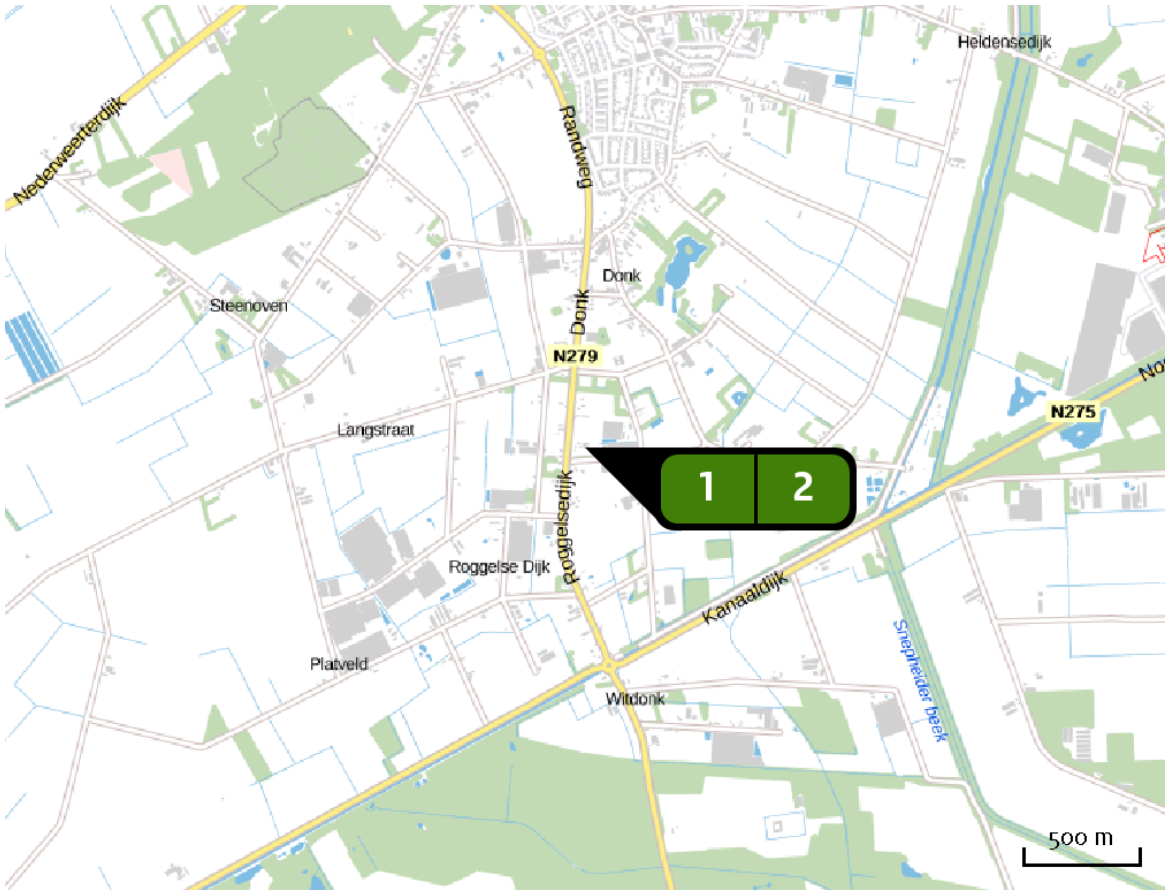 Heldensedijk
Nederweerterdijk
Randweg
Donk
Steenoven
Donk
N279
N275
Langstraat
1 2
Roggelsedijk
Roggelse Dijk
Kanaaldijk
Snepheider beek
Platveld
Witdonk
500 m